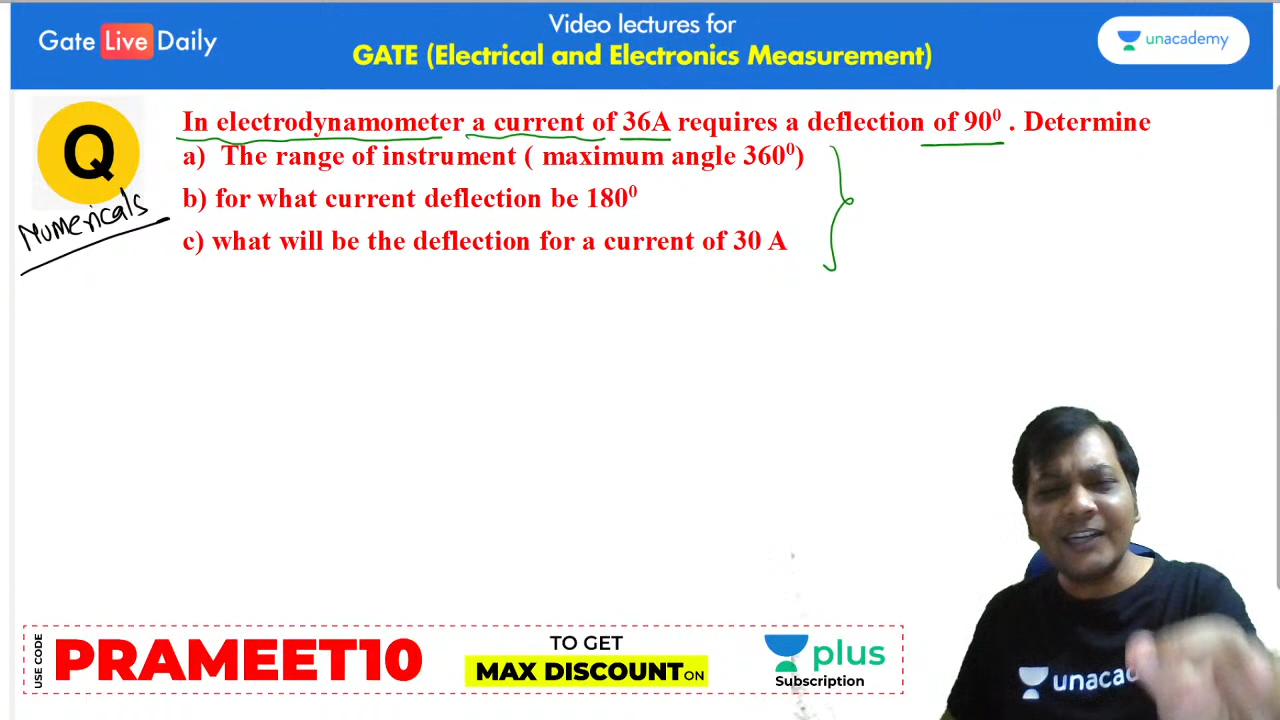 Gate Live Daily
Video lectures for
GATE (Electrical and Electronics Measurement)
unacademy
Q
Numericals
In electrodynamometer a current of 36A requires a deflection of 90⁰ . Determine
a) The range of instrument ( maximum angle 360⁰)
b) for what current deflection be 180⁰
c) what will be the deflection for a current of 30 A
USE CODE
PRAMEET10
TO GET
MAX DISCOUNT ON
plus
Subscription